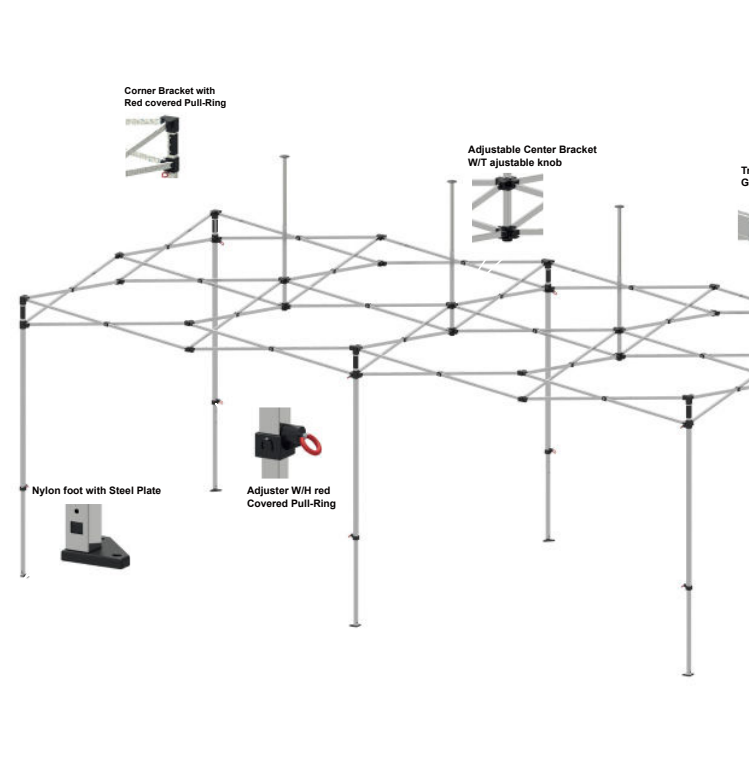 Corner Bracket with
Red covered Pull-Ring
Adjustable Center Bracket
W/T ajustable knob
Nylon foot with Steel Plate
Adjuster W/H red
Covered Pull-Ring